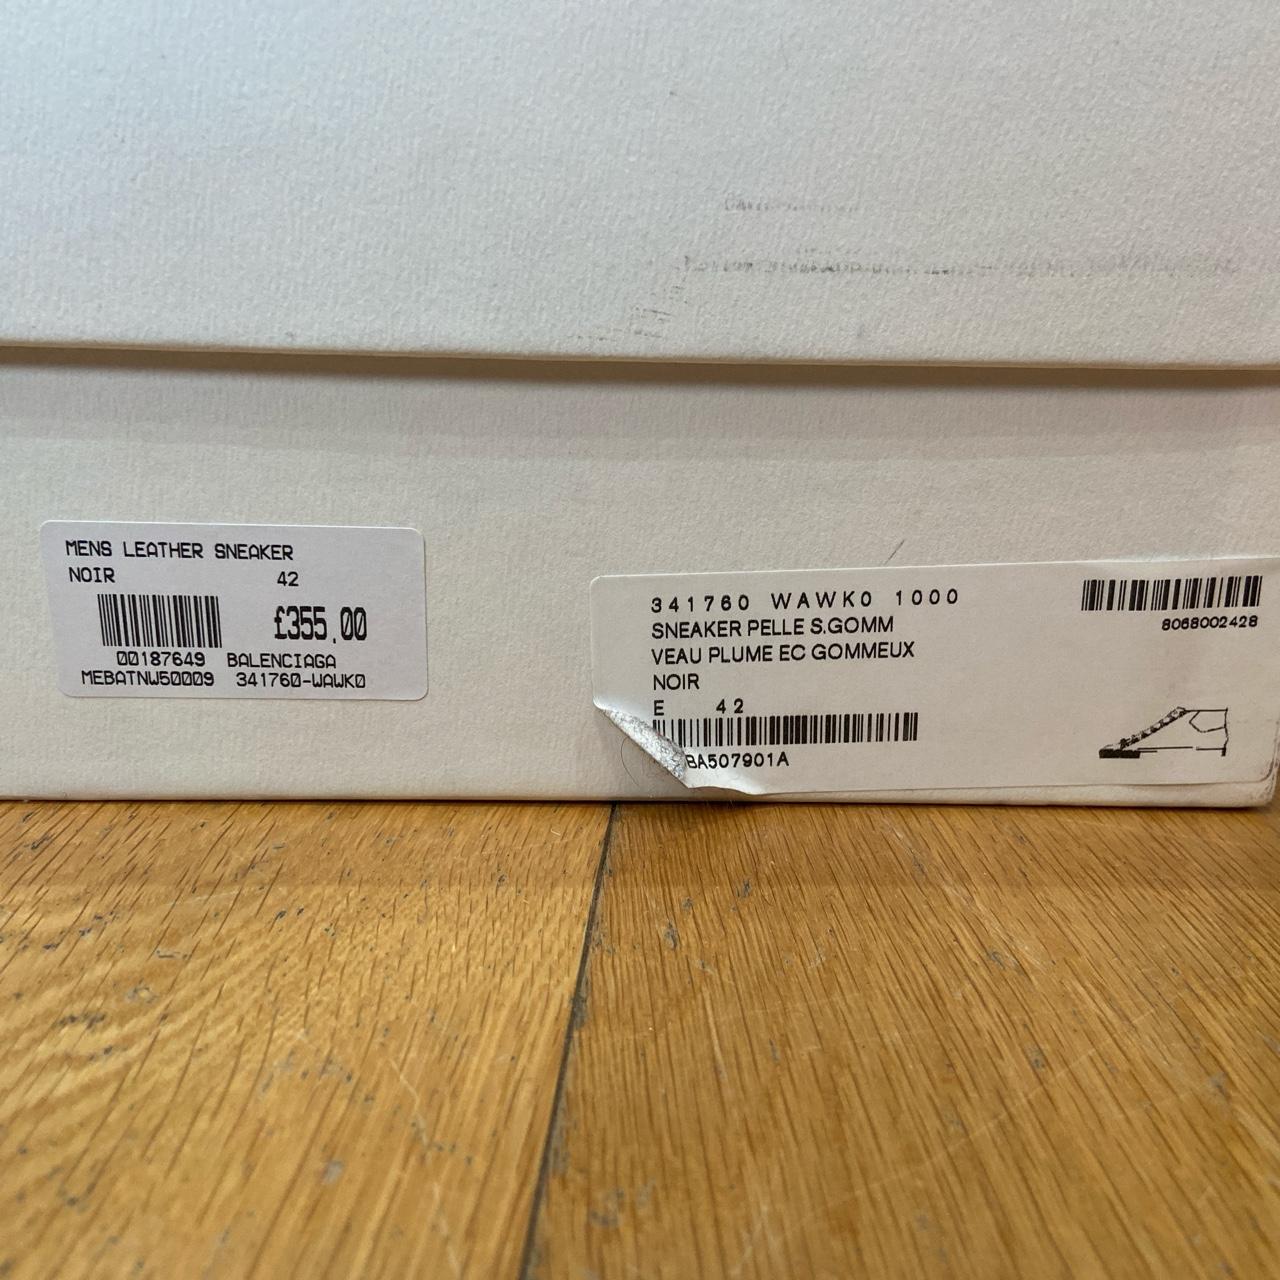 MENS LEATHER SNEAKER
NOIR 42
£355.00
00187649 BALENCIAGA
MEBATNW50009 341760-WAWK0
341760 WAWK0 1000
SNEAKER PELLE S.GOMM
VEAU PLUME EC GOMMEUX
NOIR
E 42
BA507901A
8068002428